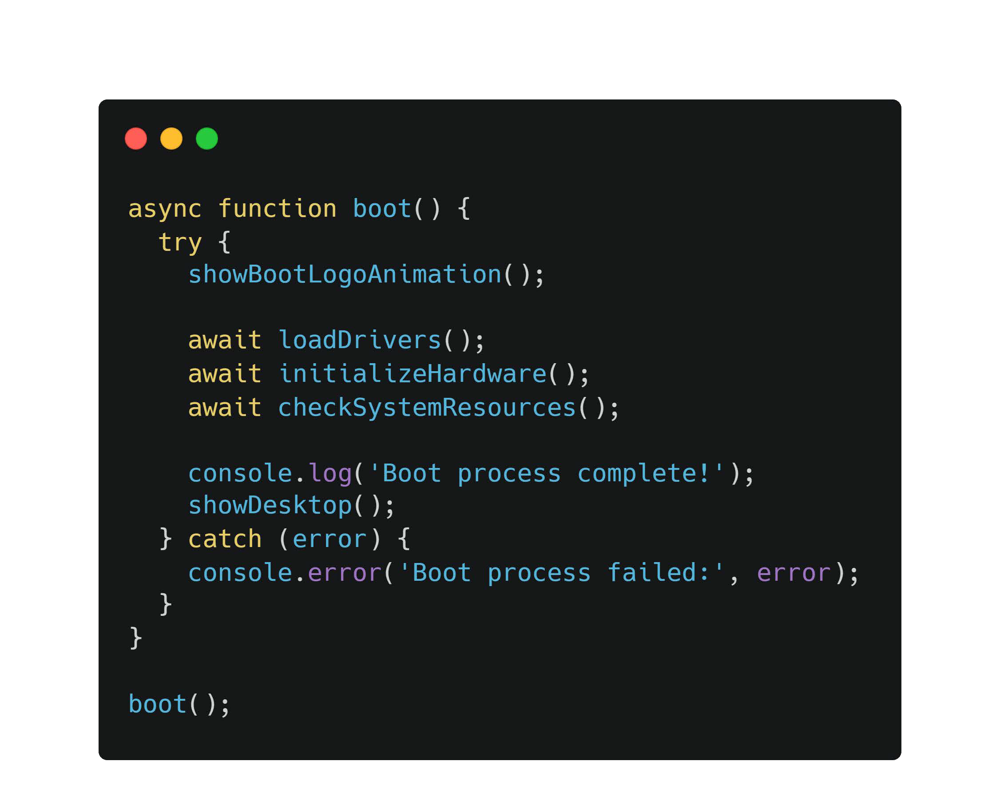 async function boot() {
  try {
    showBootLogoAnimation();

    await loadDrivers();
    await initializeHardware();
    await checkSystemResources();

    console.log('Boot process complete!');
    showDesktop();
  } catch (error) {
    console.error('Boot process failed:', error);
  }
}

boot();